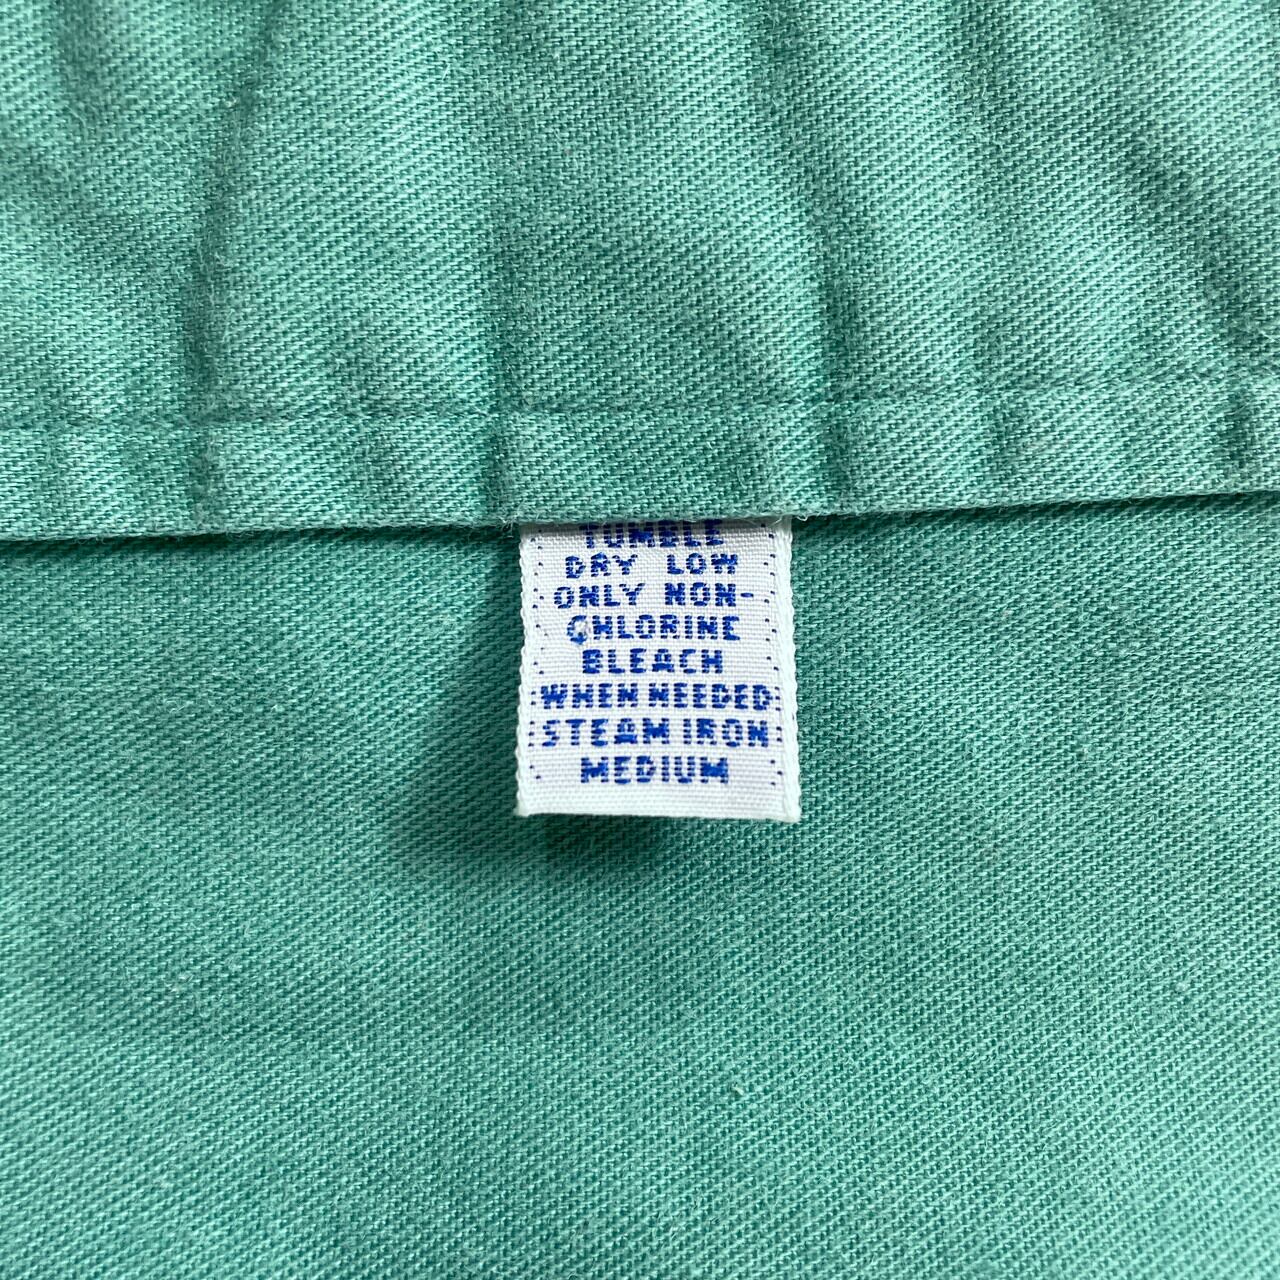 TUMBLE
DRY LOW
ONLY NON-
CHLORINE
BLEACH
WHEN NEEDED
STEAM IRON
MEDIUM